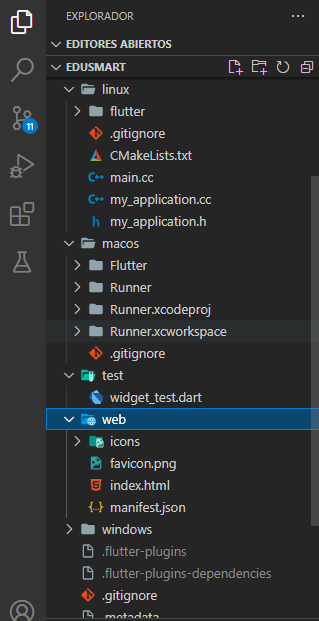 EXPLORADOR
EDITORES ABIERTOS
EDUSMART
linux
flutter
.gitignore
CMakeLists.txt
main.cc
my_application.cc
my_application.h
macos
Flutter
Runner
Runner.xcodeproj
Runner.xcworkspace
.gitignore
test
widget_test.dart
web
icons
favicon.png
index.html
manifest.json
windows
.flutter-plugins
.flutter-plugins-dependencies
.gitignore
.metadata
11